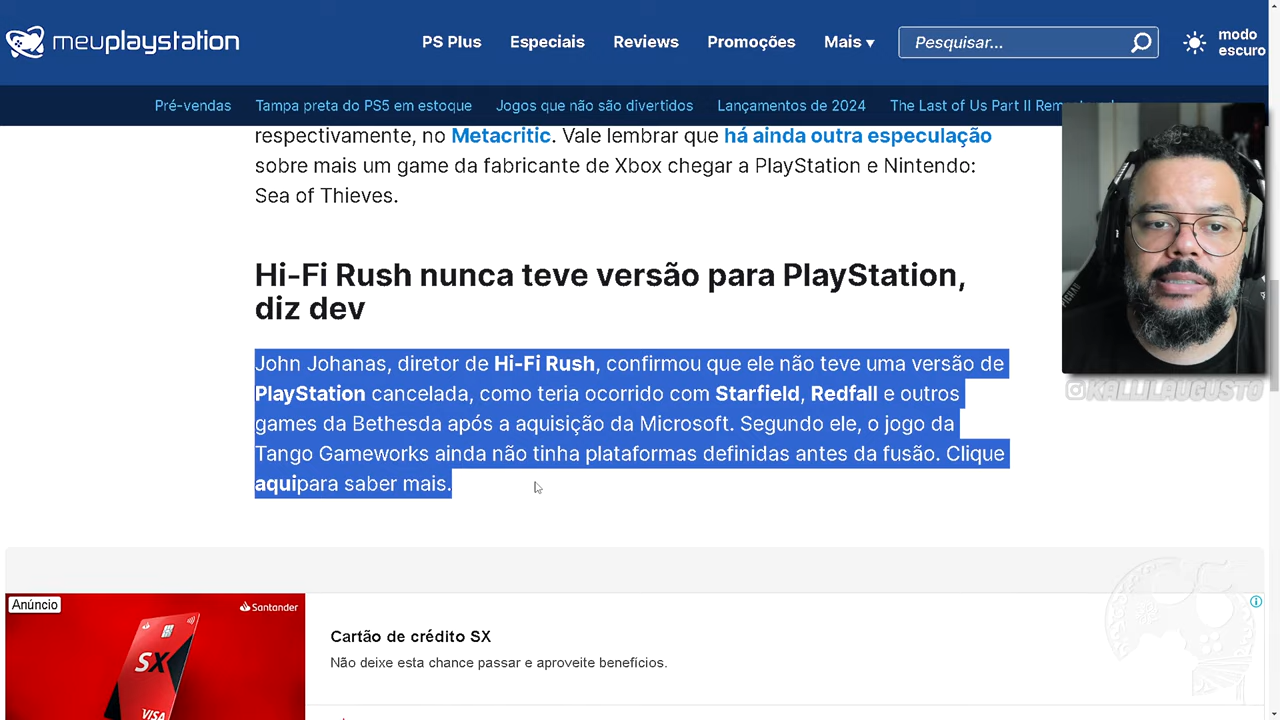 meuplaystation
PS Plus
Especiais
Reviews
Promoções
Mais ▾
Pesquisar...
modo
escuro
Pré-vendas
Tampa preta do PS5 em estoque
Jogos que não são divertidos
Lançamentos de 2024
The Last of Us Part II
respectivamente, no Metacritic. Vale lembrar que há ainda outra especulação
sobre mais um game da fabricante de Xbox chegar a PlayStation e Nintendo:
Sea of Thieves.
Hi-Fi Rush nunca teve versão para PlayStation,
diz dev
John Johanas, diretor de Hi-Fi Rush, confirmou que ele não teve uma versão de
PlayStation cancelada, como teria ocorrido com Starfield, Redfall e outros
games da Bethesda após a aquisição da Microsoft. Segundo ele, o jogo da
Tango Gameworks ainda não tinha plataformas definidas antes da fusão. Clique
aquipara saber mais.
PICHAU
@KALLILAUGUSTO
Anúncio
Santander
SX
VISA
Cartão de crédito SX
Não deixe esta chance passar e aproveite benefícios.